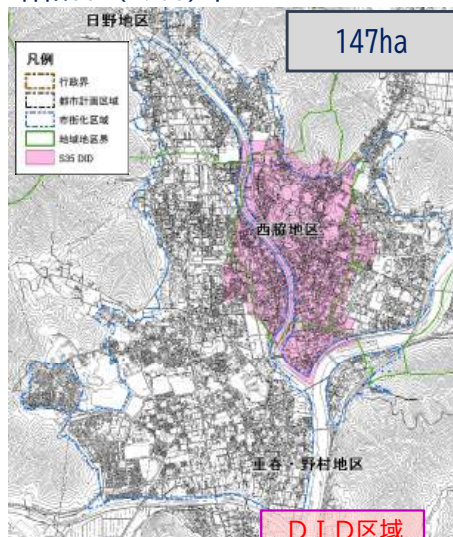 日野地区
147ha
凡例
行政界
都市計画区域
市街化区域
地域地区界
S35 DID
西脇地区
重春・野村地区
ＤＩＤ区域